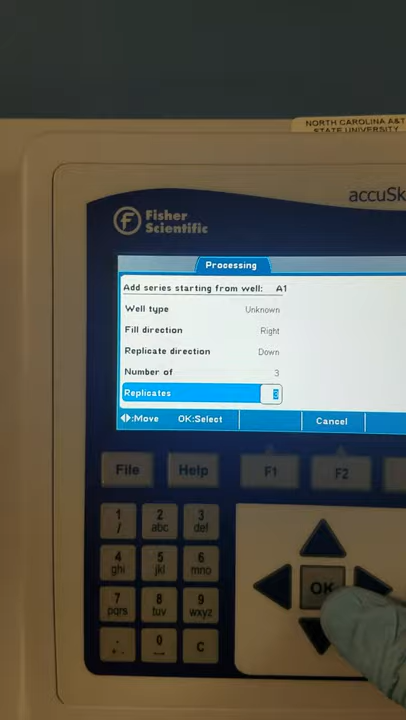 NORTH CAROLINA A&T
STATE UNIVERSITY
accuSk
Fisher
Scientific
Processing
Add series starting from well: A1
Well type Unknown
Fill direction Right
Replicate direction Down
Number of 3
Replicates 3
:Move OK:Select Cancel
File Help F1 F2
1
/
2
abc
3
def
4
ghi
5
jkl
6
mno
7
pqrs
8
tuv
9
wxyz
0
C
OK